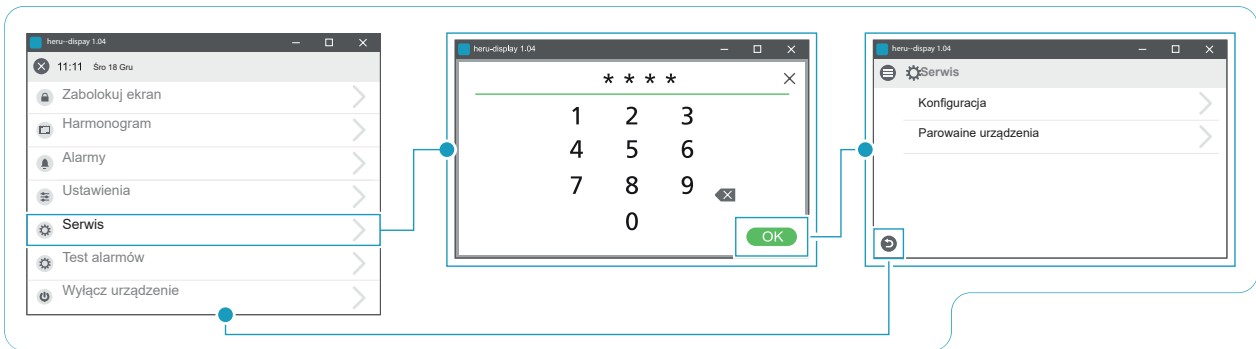 heru--dispay 1.04
11:11 Śro 18 Gru
Zabolokuj ekran
Harmonogram
Alarmy
Ustawienia
Serwis
Test alarmów
Wyłącz urządzenie
heru-display 1.04
* * * *
1 2 3
4 5 6
7 8 9
0
OK
heru--dispay 1.04
Serwis
Konfiguracja
Parowaine urządzenia